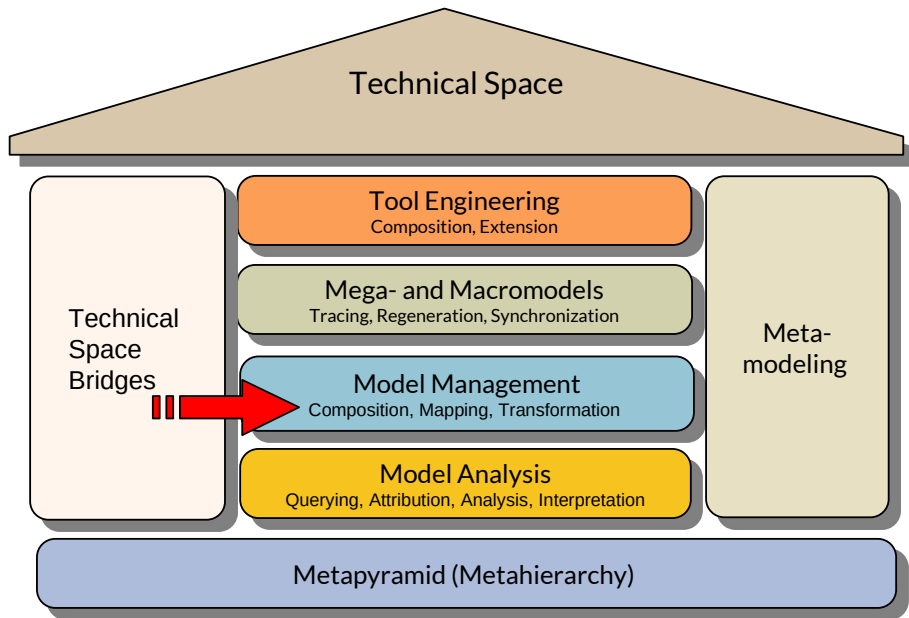 Technical Space
Tool Engineering
Composition, Extension
Mega- and Macromodels
Tracing, Regeneration, Synchronization
Technical
Space
Bridges
Model Management
Composition, Mapping, Transformation
Meta-
modeling
Model Analysis
Querying, Attribution, Analysis, Interpretation
Metapyramid (Metahierarchy)